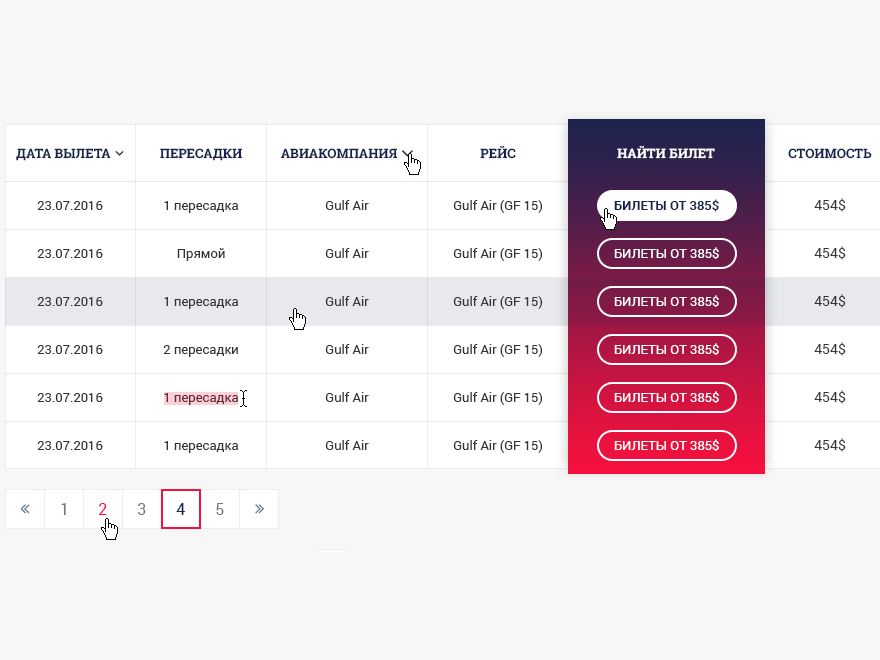 ДАТА ВЫЛЕТА ПЕРЕСАДКИ АВИАКОМПАНИЯ РЕЙС НАЙТИ БИЛЕТ СТОИМОСТЬ
23.07.2016 1 пересадка Gulf Air Gulf Air (GF 15) БИЛЕТЫ ОТ 385$ 454$
23.07.2016 Прямой Gulf Air Gulf Air (GF 15) БИЛЕТЫ ОТ 385$ 454$
23.07.2016 1 пересадка Gulf Air Gulf Air (GF 15) БИЛЕТЫ ОТ 385$ 454$
23.07.2016 2 пересадки Gulf Air Gulf Air (GF 15) БИЛЕТЫ ОТ 385$ 454$
23.07.2016 1 пересадка Gulf Air Gulf Air (GF 15) БИЛЕТЫ ОТ 385$ 454$
23.07.2016 1 пересадка Gulf Air Gulf Air (GF 15) БИЛЕТЫ ОТ 385$ 454$
« 1 2 3 4 5 »